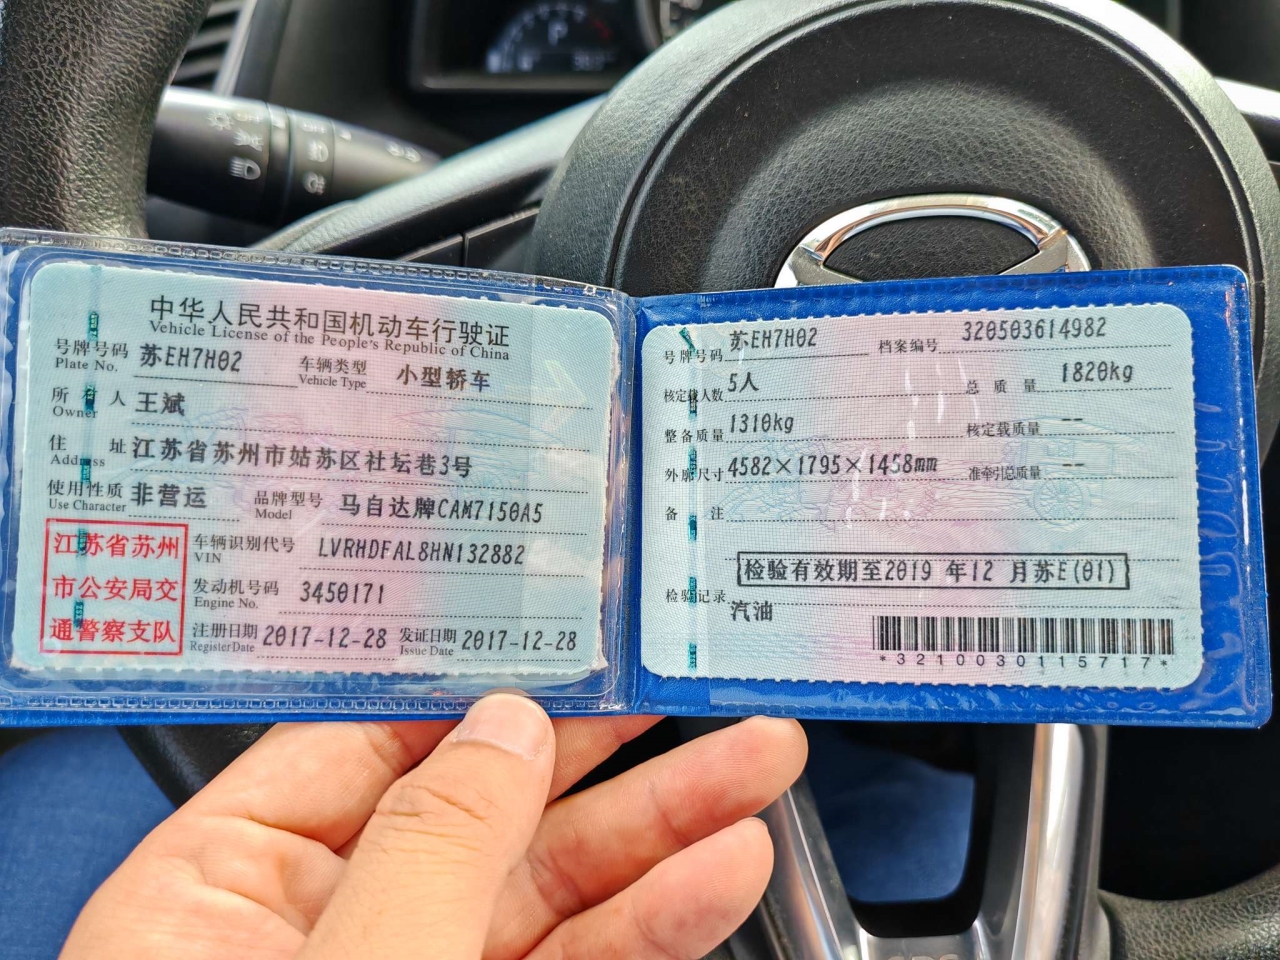 中华人民共和国机动车行驶证
Vehicle License of the People's Republic of China
号牌号码 苏EH7H02 车辆类型 小型轿车
Plate No. Vehicle Type
所有人 王斌
Owner
住址 江苏省苏州市姑苏区社坛巷3号
Address
使用性质 非营运 品牌型号 马自达牌CAM7150A5
Use Character Model
江苏省苏州
市公安局交
通警察支队
车辆识别代号 LVRHDFAL8HN132882
VIN
发动机号码 3450171
Engine No.
注册日期 2017-12-28 发证日期 2017-12-28
Register Date Issue Date
号牌号码 苏EH7H02 档案编号 320503614982
核定载人数 5人 总质量 1820kg
整备质量 1310kg 核定载质量 --
外廓尺寸 4582×1795×1458mm 准牵引总质量 --
备注
检验有效期至2019 年12 月苏E(01)
检验记录
汽油
*3210030115717*
P